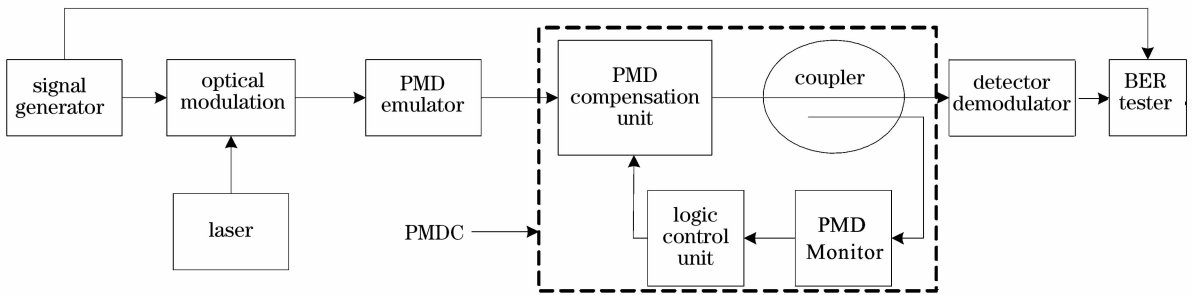 signal
generator
optical
modulation
PMD
emulator
PMD
compensation
unit
coupler
detector
demodulator
BER
tester
laser
PMDC
logic
control
unit
PMD
Monitor